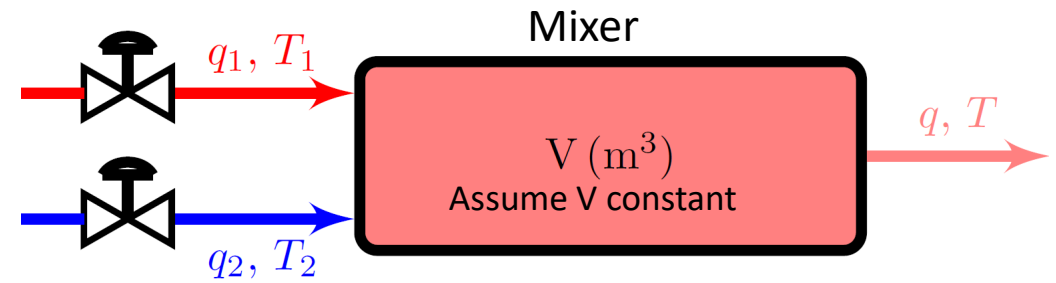 Mixer
q₁, T₁
q, T
V (m³)
Assume V constant
q₂, T₂